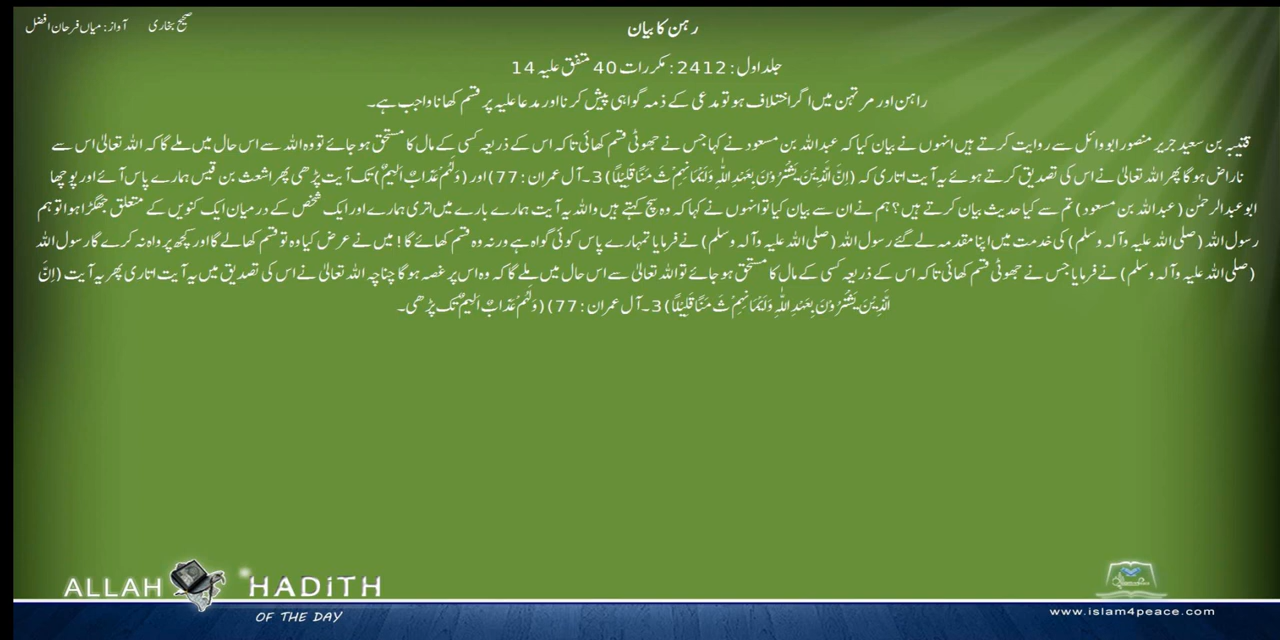 صحیح بخاری
آواز: میاں فرحان افضل
رہن کا بیان
جلد اول: 2412: مکررات 40 متفق علیہ 14
راہن اور مرتہن میں اگر اختلاف ہو تو مدعی کے ذمہ گواہی پیش کرنا اور مدعا علیہ پر قسم کھانا واجب ہے۔
قتیبہ بن سعید جریر منصور ابو وائل سے روایت کرتے ہیں انہوں نے بیان کیا کہ عبداللہ بن مسعود نے کہا جس نے جھوٹی قسم کھائی تاکہ اس کے ذریعہ کسی کے مال کا مستحق ہو جائے تو وہ اللہ سے اس حال میں ملے گا کہ اللہ تعالیٰ اس سے
ناراض ہوگا پھر اللہ تعالیٰ نے اس کی تصدیق کرتے ہوئے یہ آیت اتاری کہ (اِنَّ الَّذِيْنَ يَشْتَرُوْنَ بِعَهْدِ اللّٰهِ وَاَيْمَانِهِمْ ثَ مَنًا قَلِيْلًا) 3۔ آل عمران: 77) اور (وَلَهُمْ عَذَابٌ اَلِيْمٌ) تک آیت پڑھی پھر اشعث بن قیس ہمارے پاس آئے اور پوچھا
ابو عبدالرحمٰن (عبداللہ بن مسعود) تم سے کیا حدیث بیان کرتے ہیں؟ ہم نے ان سے بیان کیا تو انہوں نے کہا کہ وہ سچ کہتے ہیں واللہ یہ آیت ہمارے بارے میں اتری ہمارے اور ایک شخص کے درمیان ایک کنویں کے متعلق جھگڑا ہوا تو ہم
رسول اللہ (صلی اللہ علیہ وآلہ وسلم) کی خدمت میں اپنا مقدمہ لے گئے رسول اللہ (صلی اللہ علیہ وآلہ وسلم) نے فرمایا تمہارے پاس کوئی گواہ ہے ورنہ وہ قسم کھائے گا! میں نے عرض کیا وہ تو قسم کھالے گا اور کچھ پرواہ نہ کرے گا رسول اللہ
(صلی اللہ علیہ وآلہ وسلم) نے فرمایا جس نے جھوٹی قسم کھائی تاکہ اس کے ذریعہ کسی کے مال کا مستحق ہو جائے تو اللہ تعالیٰ سے اس حال میں ملے گا کہ وہ اس پر غصہ ہوگا چناچہ اللہ تعالیٰ نے اس کی تصدیق میں یہ آیت اتاری پھر یہ آیت (اِنَّ
الَّذِيْنَ يَشْتَرُوْنَ بِعَهْدِ اللّٰهِ وَاَيْمَانِهِمْ ثَ مَنًا قَلِيْلًا) 3۔ آل عمران: 77) (وَلَهُمْ عَذَابٌ اَلِيْمٌ تک پڑھی۔
ALLAH HADiTH
OF THE DAY
www.islam4peace.com